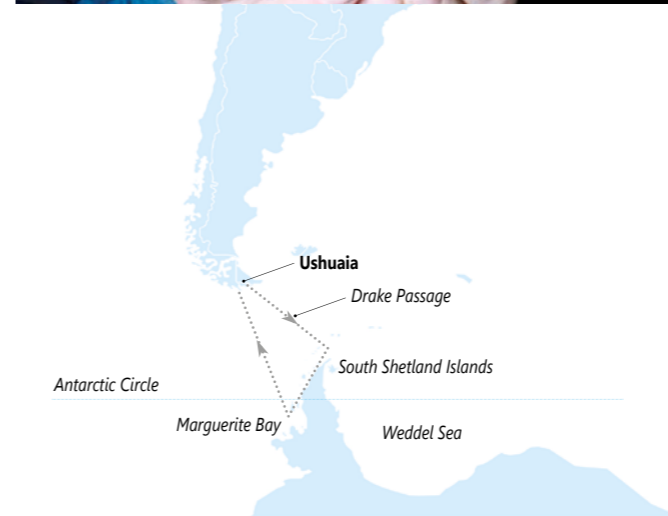 Ushuaia
Drake Passage
South Shetland Islands
Antarctic Circle
Marguerite Bay
Weddel Sea